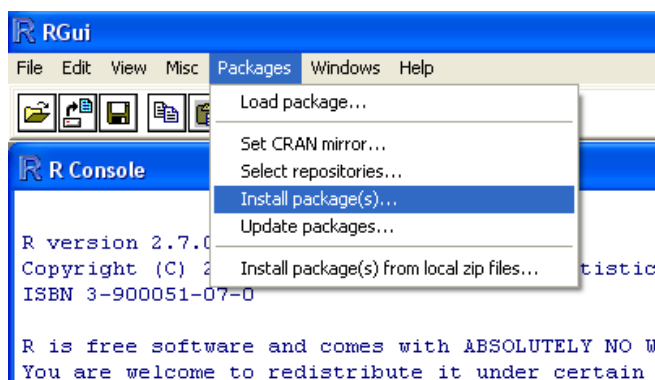 R RGui
File Edit View Misc Packages Windows Help
Load package...
Set CRAN mirror...
Select repositories...
Install package(s)...
Update packages...
Install package(s) from local zip files...
R R Console
R version 2.7.0
Copyright (C) 2 tistic
ISBN 3-900051-07-0
R is free software and comes with ABSOLUTELY NO W
You are welcome to redistribute it under certain